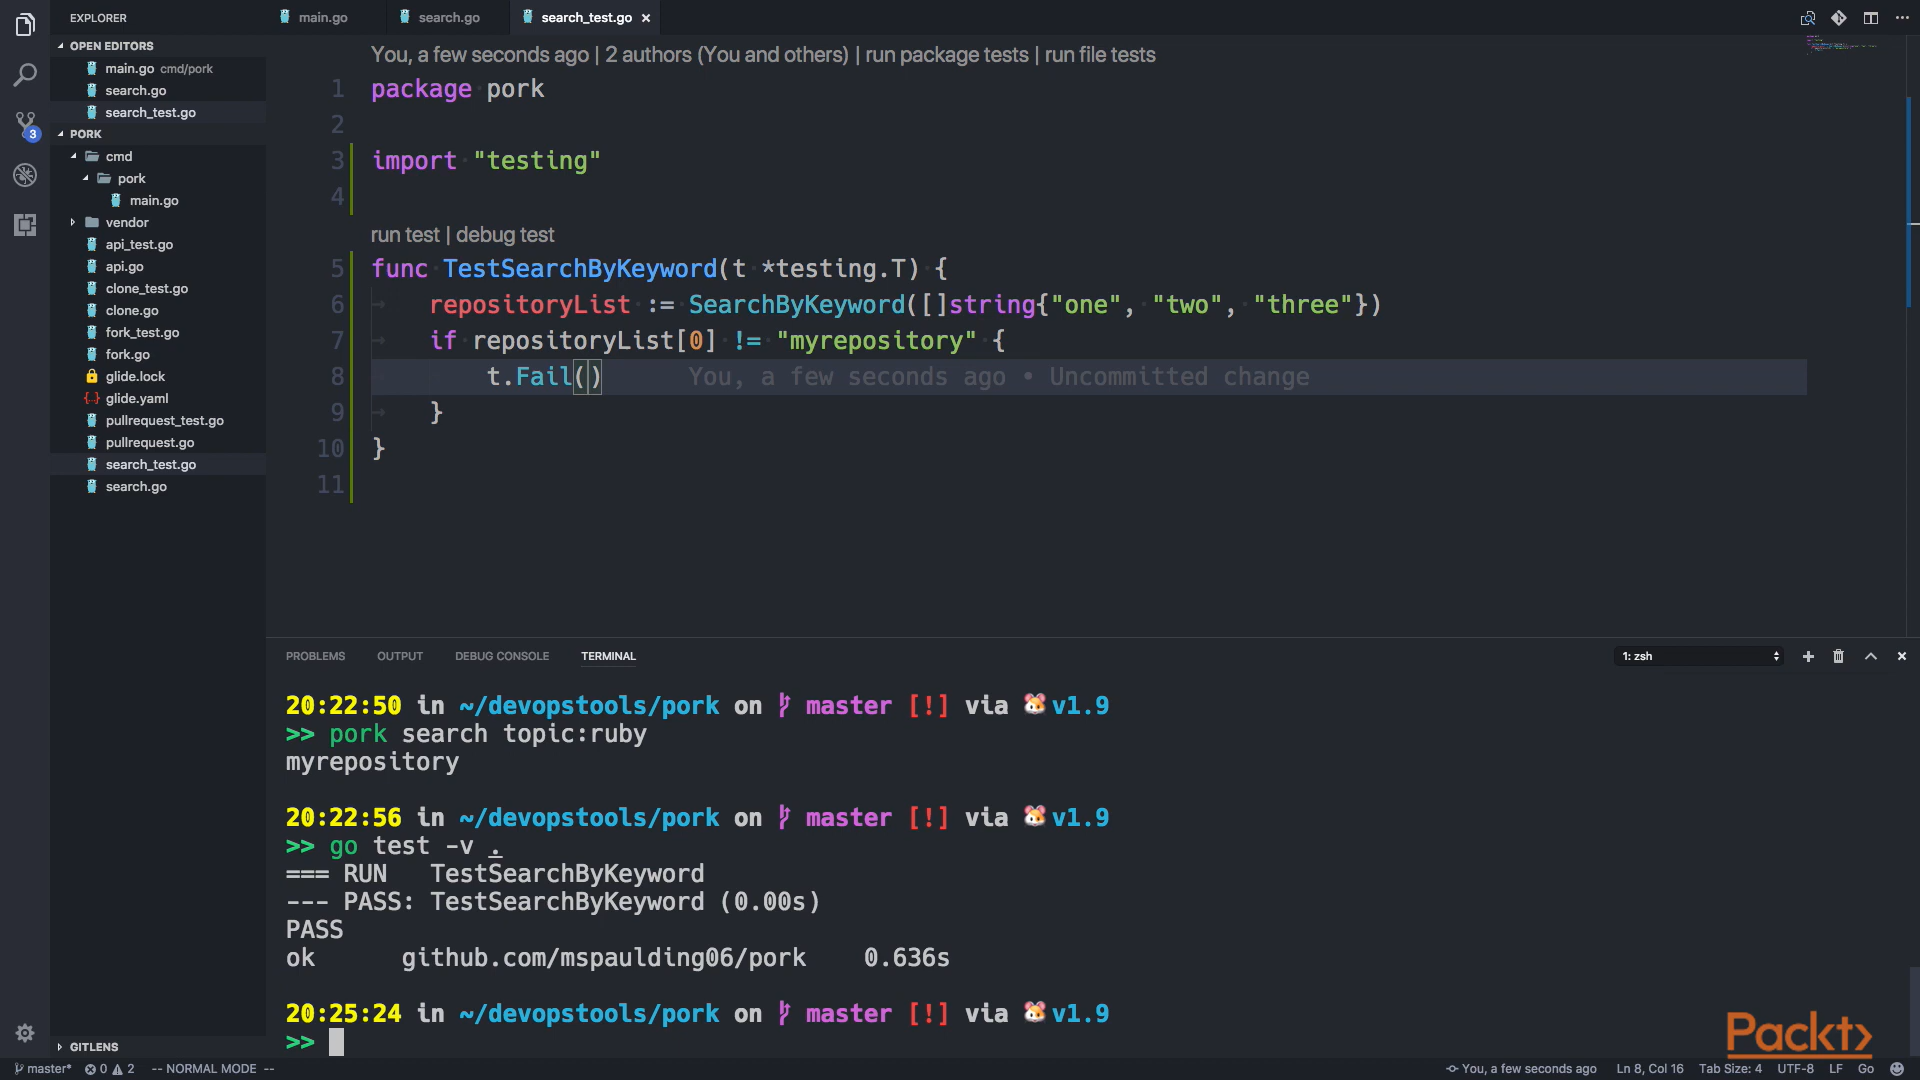 EXPLORER
main.go
search.go
search_test.go ×
OPEN EDITORS
main.go cmd/pork
search.go
search_test.go
3
PORK
cmd
pork
main.go
vendor
api_test.go
api.go
clone_test.go
clone.go
fork_test.go
fork.go
glide.lock
glide.yaml
pullrequest_test.go
pullrequest.go
search_test.go
search.go
GITLENS
You, a few seconds ago | 2 authors (You and others) | run package tests | run file tests
1 package pork
2
3 import "testing"
4
run test | debug test
5 func TestSearchByKeyword(t *testing.T) {
6 repositoryList := SearchByKeyword([]string{"one", "two", "three"})
7 if repositoryList[0] != "myrepository" {
8 t.Fail() You, a few seconds ago • Uncommitted change
9 }
10 }
11
PROBLEMS OUTPUT DEBUG CONSOLE TERMINAL
1: zsh
20:22:50 in ~/devopstools/pork on master [!] via 🐹v1.9
>> pork search topic:ruby
myrepository
20:22:56 in ~/devopstools/pork on master [!] via 🐹v1.9
>> go test -v .
=== RUN TestSearchByKeyword
--- PASS: TestSearchByKeyword (0.00s)
PASS
ok github.com/mspaulding06/pork 0.636s
20:25:24 in ~/devopstools/pork on master [!] via 🐹v1.9
>>
Packt>
master* 0 2 -- NORMAL MODE -- You, a few seconds ago Ln 8, Col 16 Tab Size: 4 UTF-8 LF Go